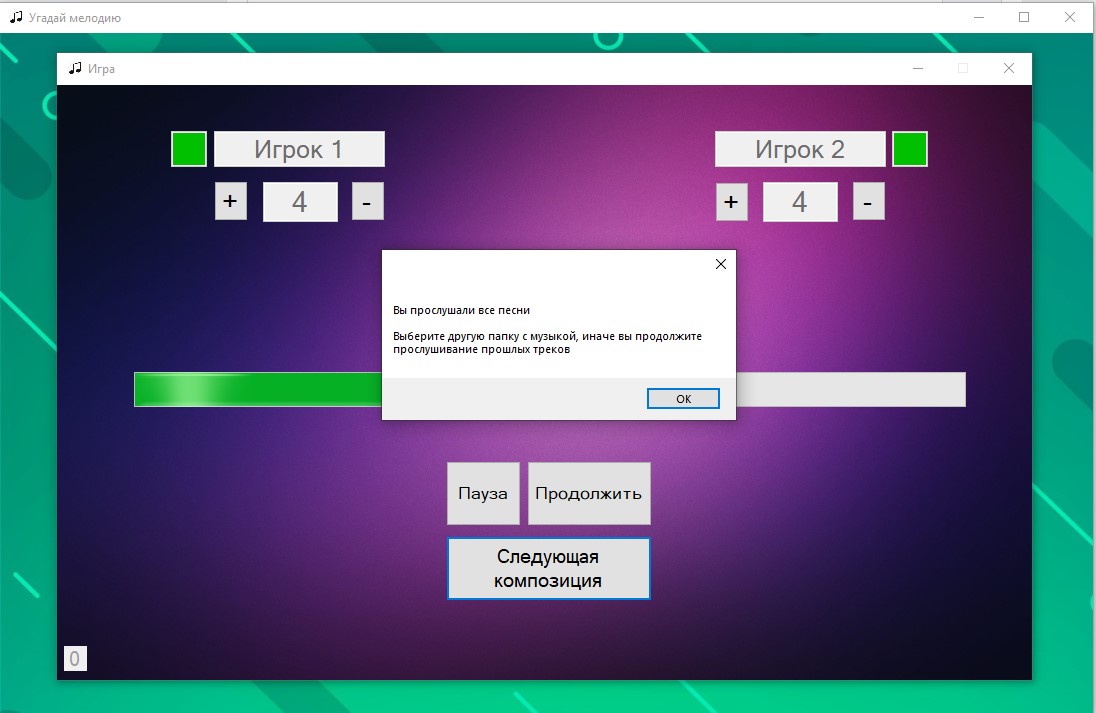 Угадай мелодию
Игра
Игрок 1
Игрок 2
+ 4 -
+ 4 -
Вы прослушали все песни
Выберите другую папку с музыкой, иначе вы продолжите
прослушивание прошлых треков
ОК
Пауза
Продолжить
Следующая
композиция
0